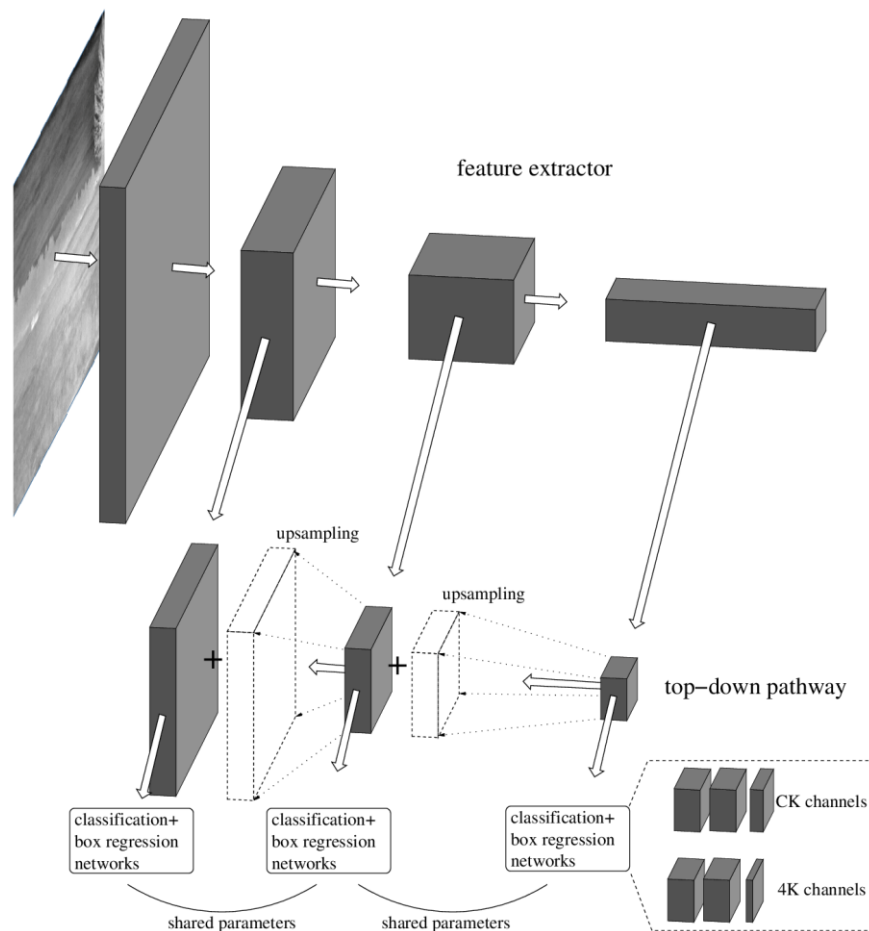 feature extractor
upsampling
upsampling
top-down pathway
classification+
box regression
networks
classification+
box regression
networks
classification+
box regression
networks
CK channels
4K channels
shared parameters
shared parameters